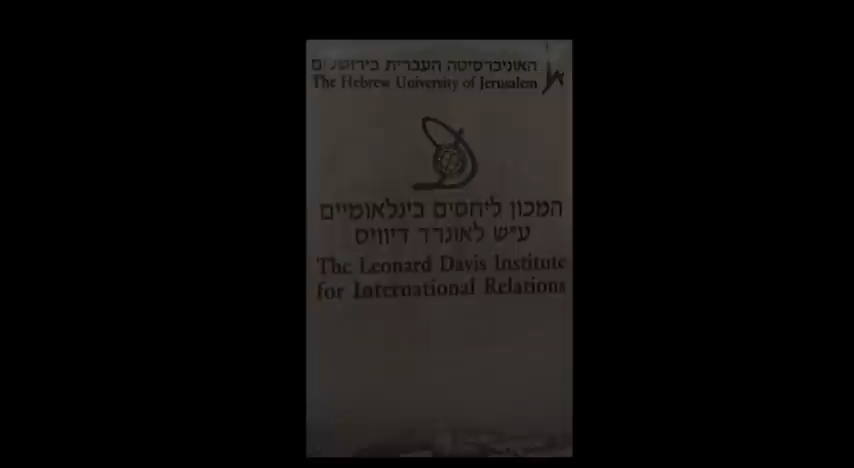 האוניברסיטה העברית בירושלים
The Hebrew University of Jerusalem
המכון ליחסים בינלאומיים
ע״ש לאונרד דיוויס
The Leonard Davis Institute
for International Relations